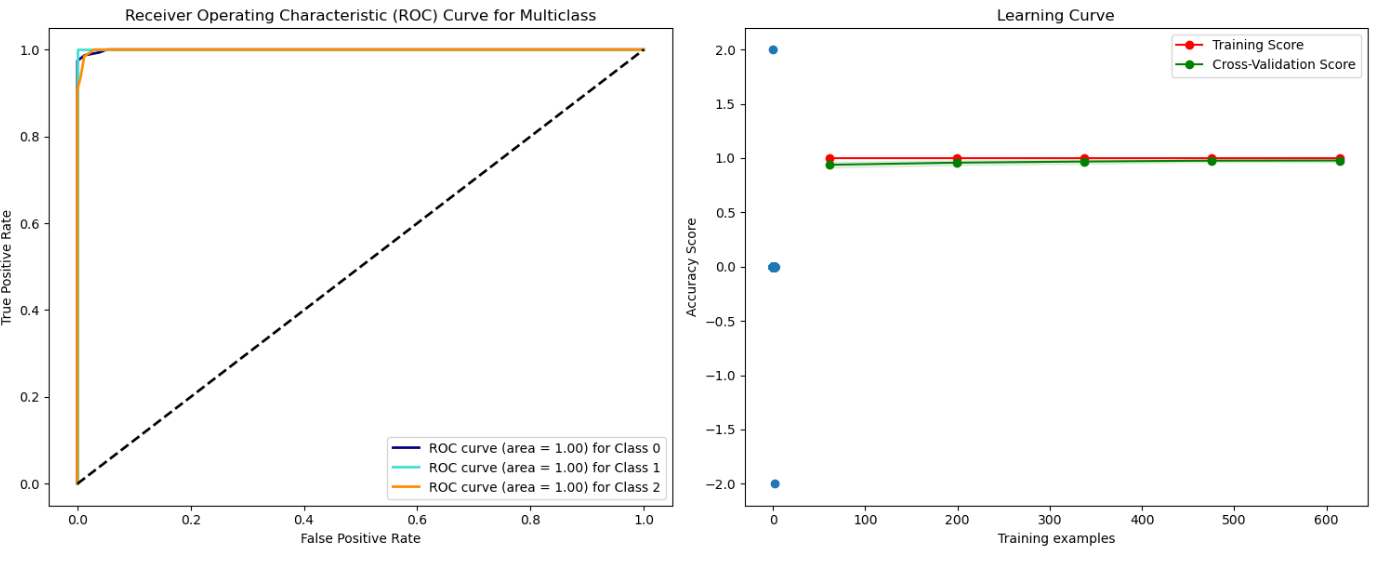 Receiver Operating Characteristic (ROC) Curve for Multiclass
True Positive Rate
1.0
0.8
0.6
0.4
0.2
0.0
ROC curve (area = 1.00) for Class 0
ROC curve (area = 1.00) for Class 1
ROC curve (area = 1.00) for Class 2
0.0 0.2 0.4 0.6 0.8 1.0
False Positive Rate
Learning Curve
Accuracy Score
2.0
1.5
1.0
0.5
0.0
−0.5
−1.0
−1.5
−2.0
Training Score
Cross-Validation Score
0 100 200 300 400 500 600
Training examples